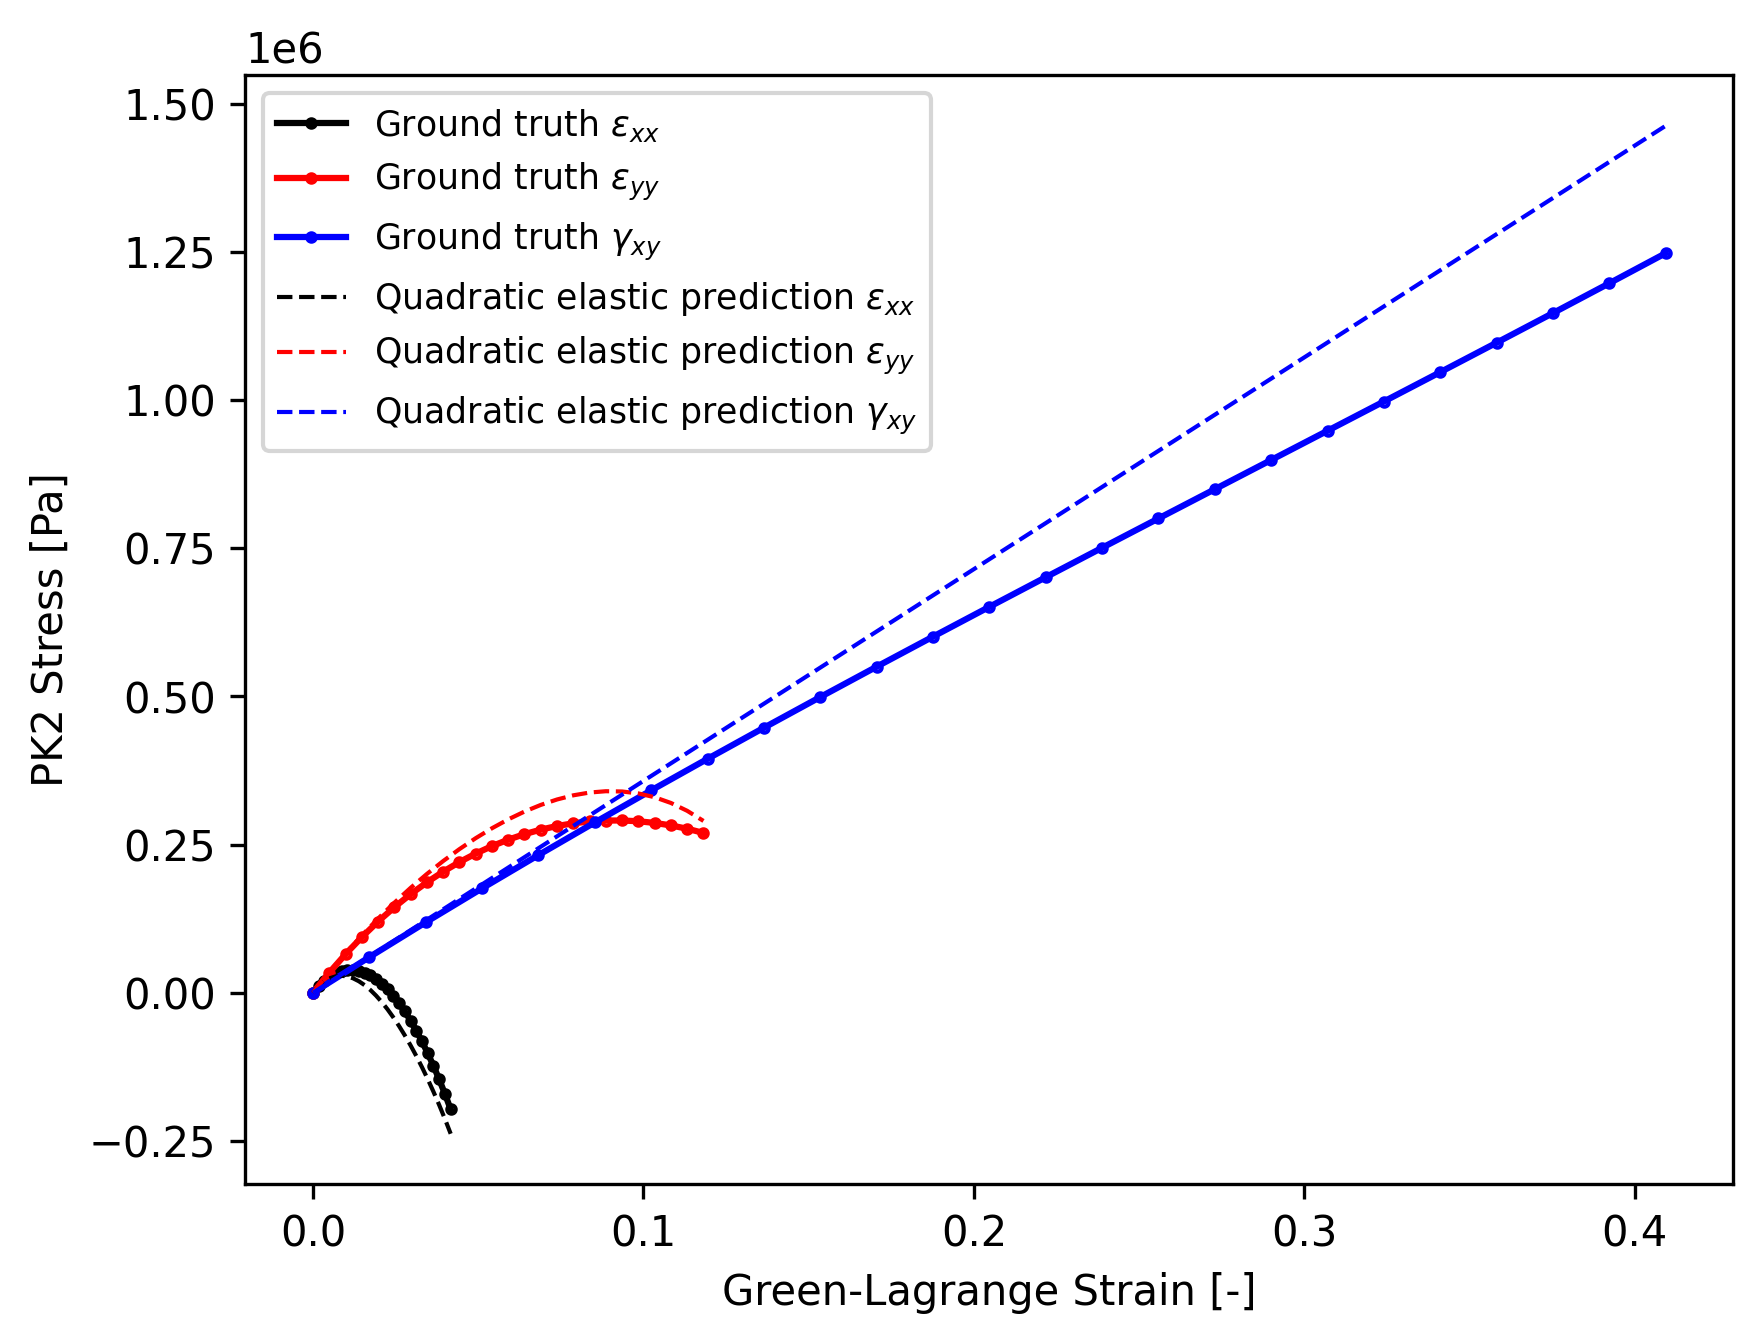 1e6
1.50
1.25
1.00
0.75
0.50
0.25
0.00
−0.25
PK2 Stress [Pa]
Ground truth εxx
Ground truth εyy
Ground truth γxy
Quadratic elastic prediction εxx
Quadratic elastic prediction εyy
Quadratic elastic prediction γxy
0.0 0.1 0.2 0.3 0.4
Green-Lagrange Strain [-]